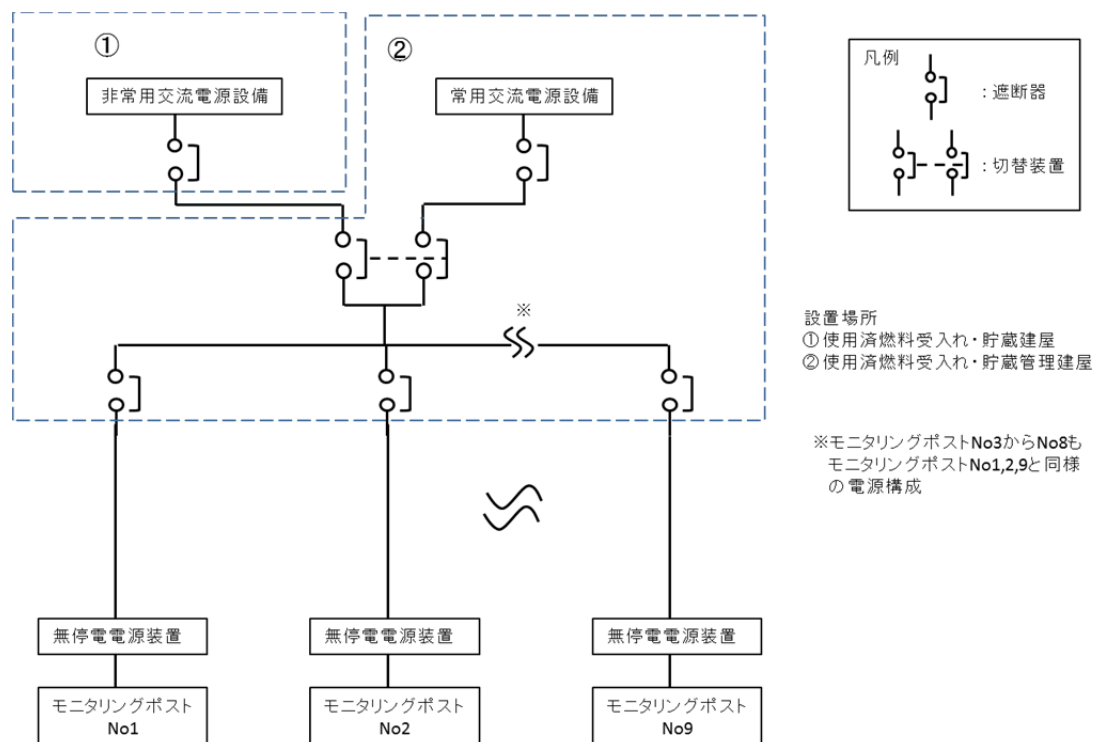 ①
非常用交流電源設備
②
常用交流電源設備
凡例
：遮断器
：切替装置
※
設置場所
①使用済燃料受入れ・貯蔵建屋
②使用済燃料受入れ・貯蔵管理建屋
※モニタリングポストNo3からNo8も
モニタリングポストNo1,2,9と同様
の電源構成
無停電電源装置
無停電電源装置
無停電電源装置
モニタリングポスト
No1
モニタリングポスト
No2
モニタリングポスト
No9